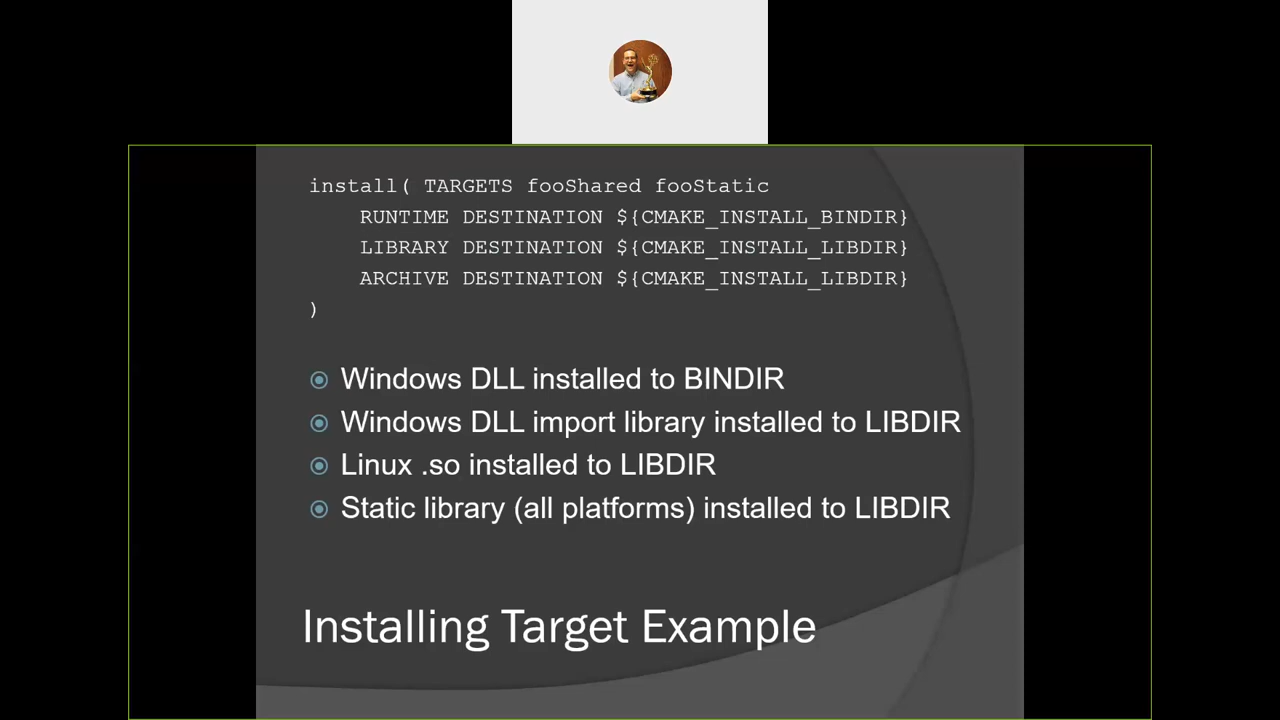 install( TARGETS fooShared fooStatic
RUNTIME DESTINATION ${CMAKE_INSTALL_BINDIR}
LIBRARY DESTINATION ${CMAKE_INSTALL_LIBDIR}
ARCHIVE DESTINATION ${CMAKE_INSTALL_LIBDIR}
)
Windows DLL installed to BINDIR
Windows DLL import library installed to LIBDIR
Linux .so installed to LIBDIR
Static library (all platforms) installed to LIBDIR
Installing Target Example